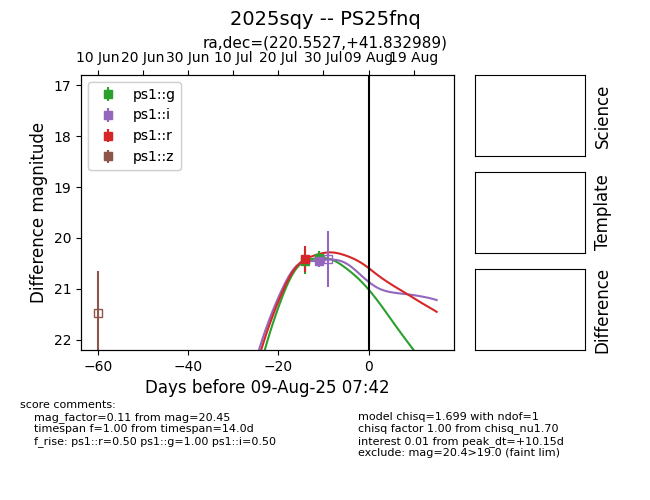 2025sqy -- PS25fnq
ra,dec=(220.5527,+41.832989)
10 Jun 20 Jun 30 Jun 10 Jul 20 Jul 30 Jul 09 Aug 19 Aug
ps1::g
ps1::i
ps1::r
ps1::z
17
18
19
20
21
22
Difference magnitude
−60 −40 −20 0
Days before 09-Aug-25 07:42
Science
Template
Difference
score comments:
mag_factor=0.11 from mag=20.45
timespan f=1.00 from timespan=14.0d
f_rise: ps1::r=0.50 ps1::g=1.00 ps1::i=0.50
model chisq=1.699 with ndof=1
chisq factor 1.00 from chisq_nu1.70
interest 0.01 from peak_dt=+10.15d
exclude: mag=20.4>19.0 (faint lim)